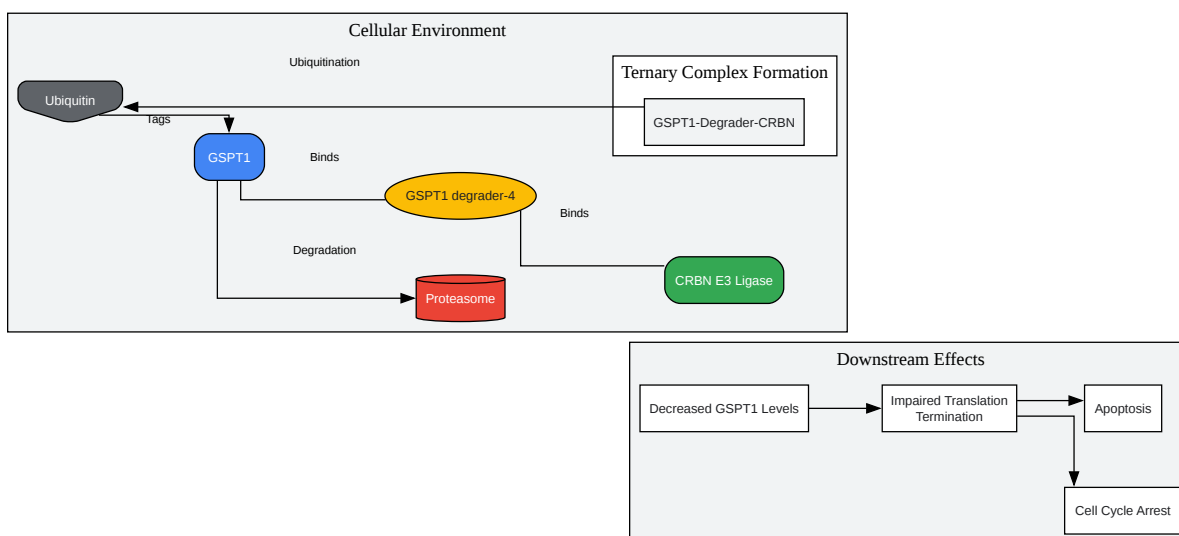 Cellular Environment
Ubiquitination
Ternary Complex Formation
Ubiquitin
GSPT1-Degrader-CRBN
Tags
GSPT1
Binds
GSPT1 degrader-4
Binds
Degradation
CRBN E3 Ligase
Proteasome
Downstream Effects
Decreased GSPT1 Levels
Impaired Translation
Termination
Apoptosis
Cell Cycle Arrest